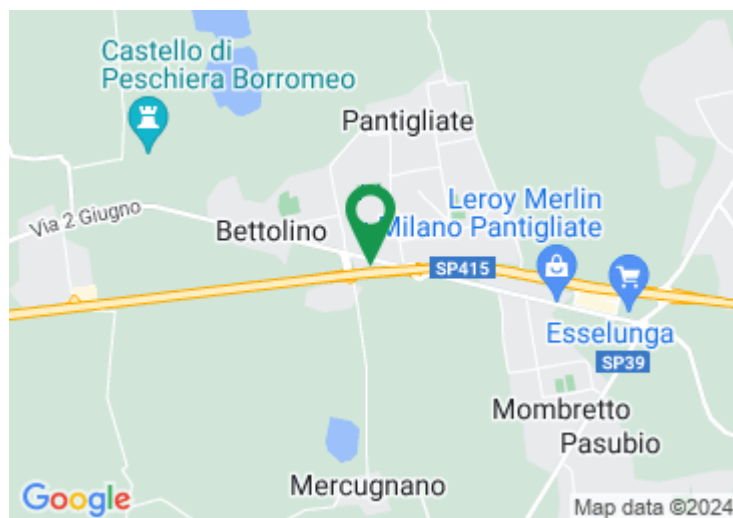 Castello di
Peschiera Borromeo
Pantigliate
Via 2 Giugno
Bettolino
Leroy Merlin
Milano Pantigliate
SP415
Esselunga
SP39
Mombretto
Pasubio
Mercugnano
Google
Map data ©2024